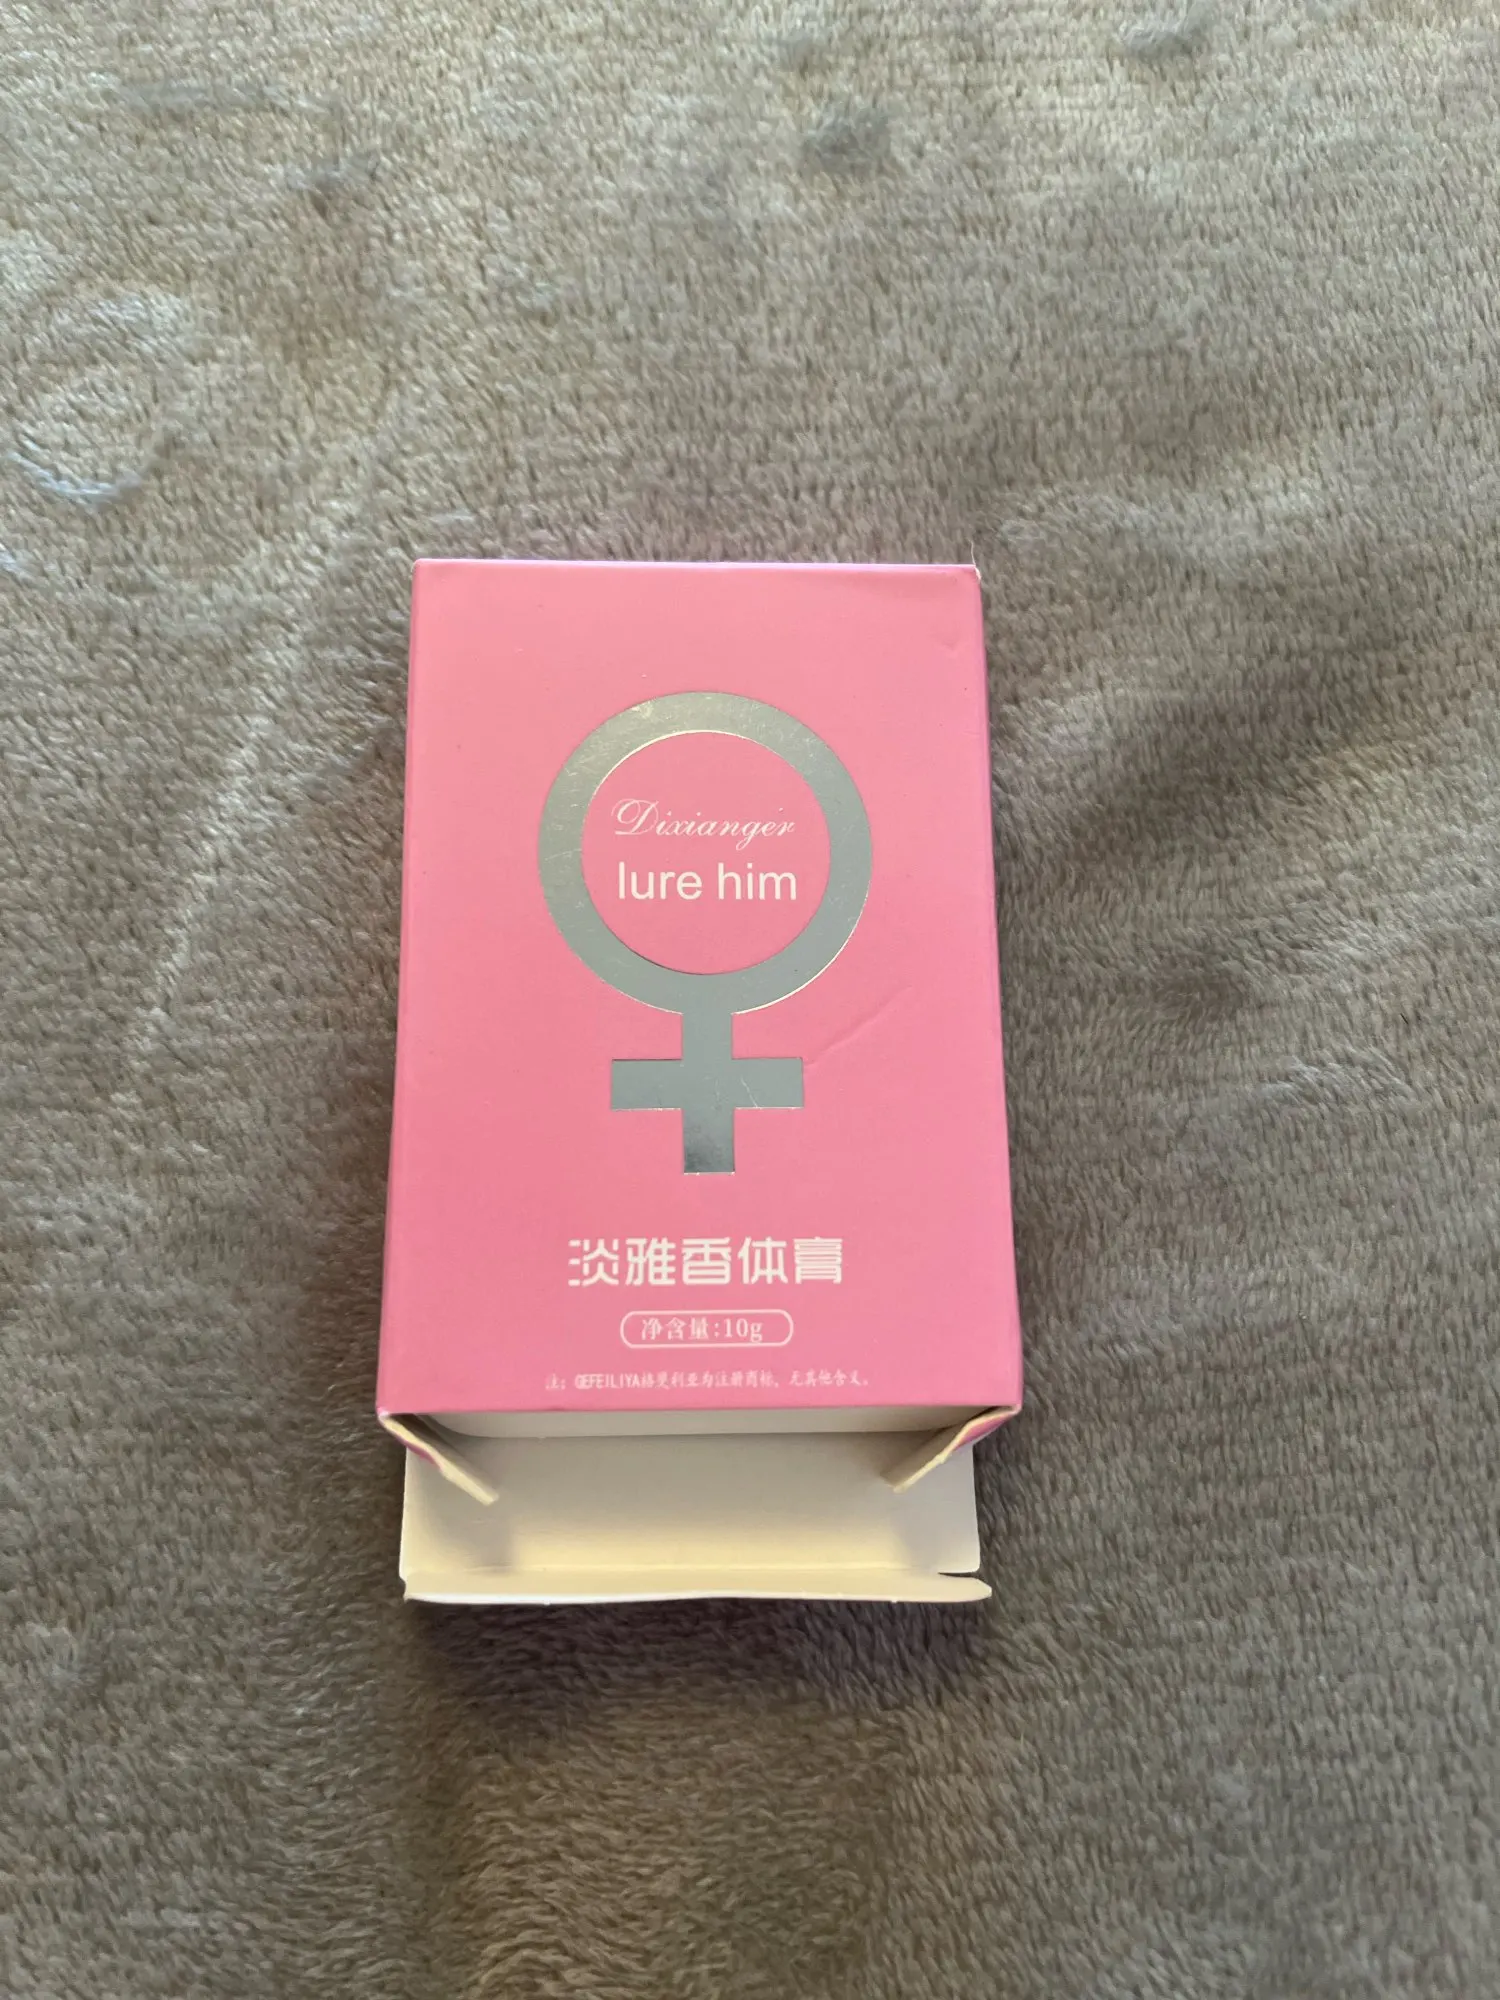 Dixianger
lure him
淡雅香体膏
净含量:10g
注: GEFEILIYA格斐利亚为注册商标, 无其他含义。